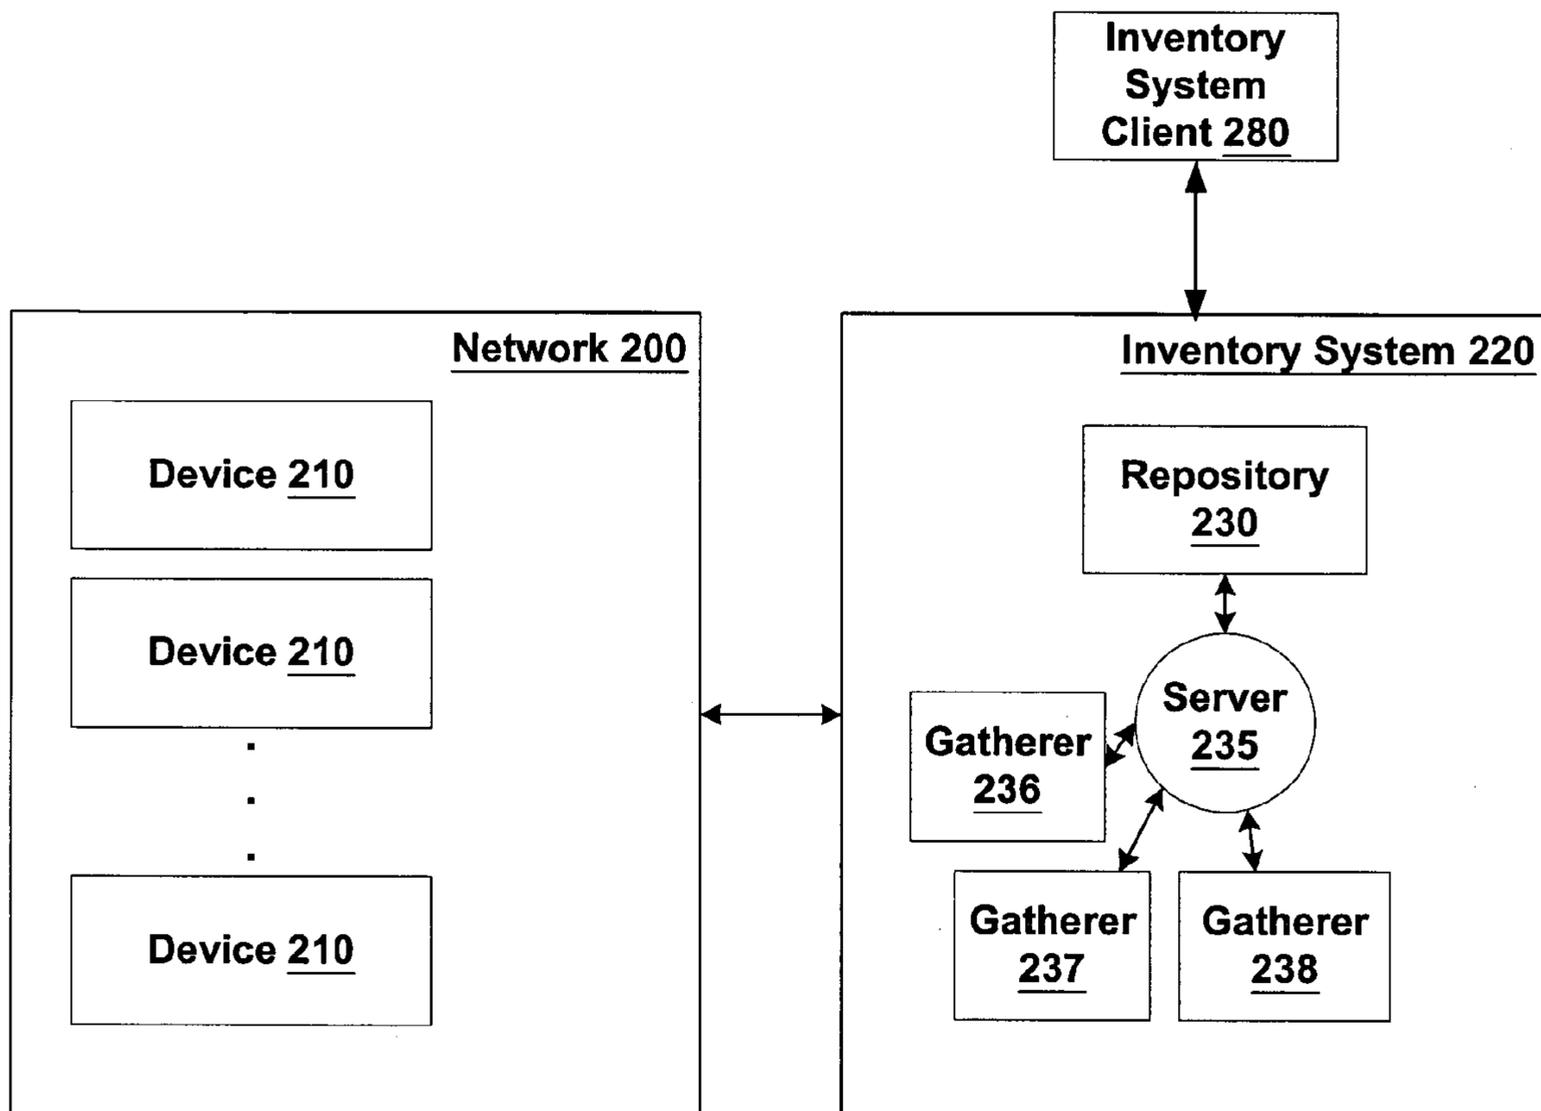 Inventory
System
Client 280
Network 200
Inventory System 220
Device 210
Device 210
.
.
.
Device 210
Repository
230
Server
235
Gatherer
236
Gatherer
237
Gatherer
238